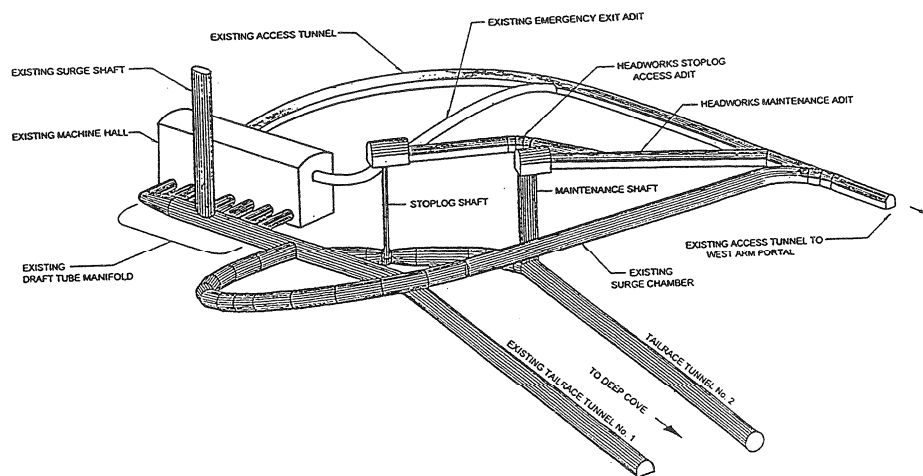 EXISTING EMERGENCY EXIT ADIT
EXISTING ACCESS TUNNEL
HEADWORKS STOPLOG
ACCESS ADIT
EXISTING SURGE SHAFT
HEADWORKS MAINTENANCE ADIT
EXISTING MACHINE HALL
STOPLOG SHAFT
MAINTENANCE SHAFT
EXISTING ACCESS TUNNEL TO
WEST ARM PORTAL
EXISTING
DRAFT TUBE MANIFOLD
EXISTING
SURGE CHAMBER
EXISTING TAILRACE TUNNEL No. 1
TO DEEP COVE
TAILRACE TUNNEL No. 2